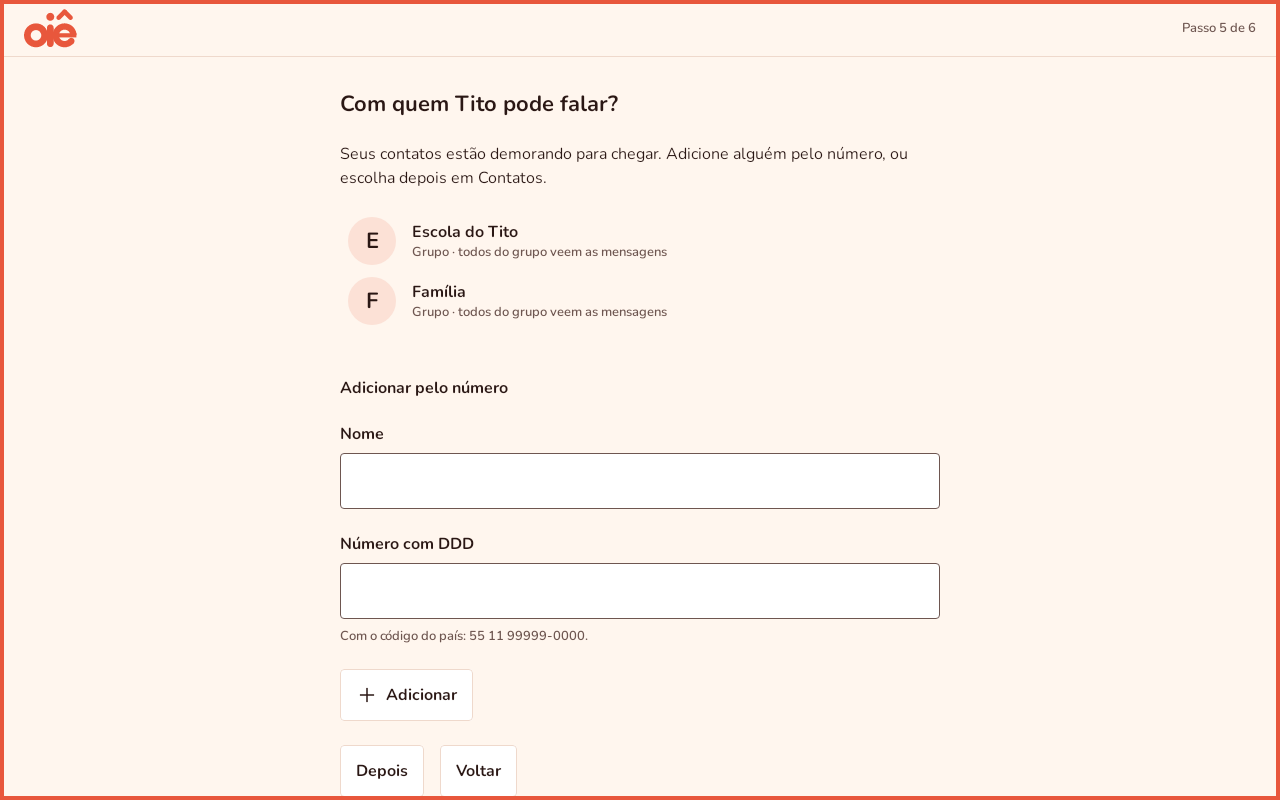 oiê
Passo 5 de 6
Com quem Tito pode falar?
Seus contatos estão demorando para chegar. Adicione alguém pelo número, ou
escolha depois em Contatos.
E
Escola do Tito
Grupo · todos do grupo veem as mensagens
F
Família
Grupo · todos do grupo veem as mensagens
Adicionar pelo número
Nome
Número com DDD
Com o código do país: 55 11 99999-0000.
Adicionar
Depois
Voltar